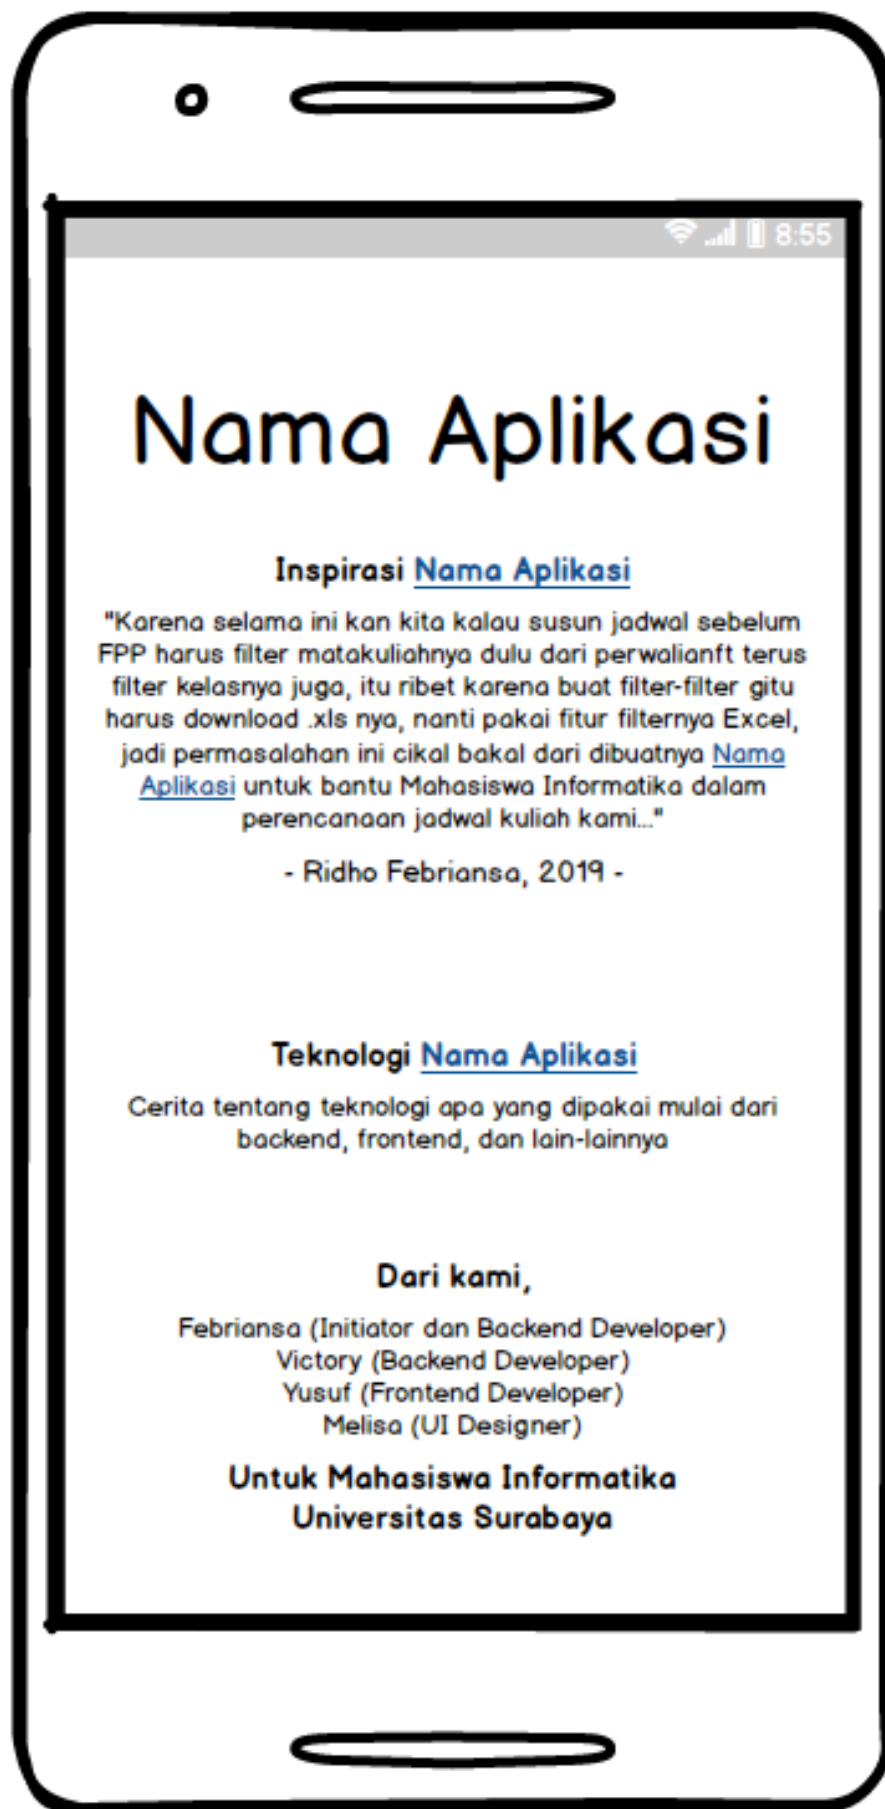 8:55
Nama Aplikasi
Inspirasi Nama Aplikasi
"Karena selama ini kan kita kalau susun jadwal sebelum
FPP harus filter matakuliahnya dulu dari perwalianft terus
filter kelasnya juga, itu ribet karena buat filter-filter gitu
harus download .xls nya, nanti pakai fitur filternya Excel,
jadi permasalahan ini cikal bakal dari dibuatnya Nama
Aplikasi untuk bantu Mahasiswa Informatika dalam
perencanaan jadwal kuliah kami..."
- Ridho Febriansa, 2019 -
Teknologi Nama Aplikasi
Cerita tentang teknologi apa yang dipakai mulai dari
backend, frontend, dan lain-lainnya
Dari kami,
Febriansa (Initiator dan Backend Developer)
Victory (Backend Developer)
Yusuf (Frontend Developer)
Melisa (UI Designer)
Untuk Mahasiswa Informatika
Universitas Surabaya